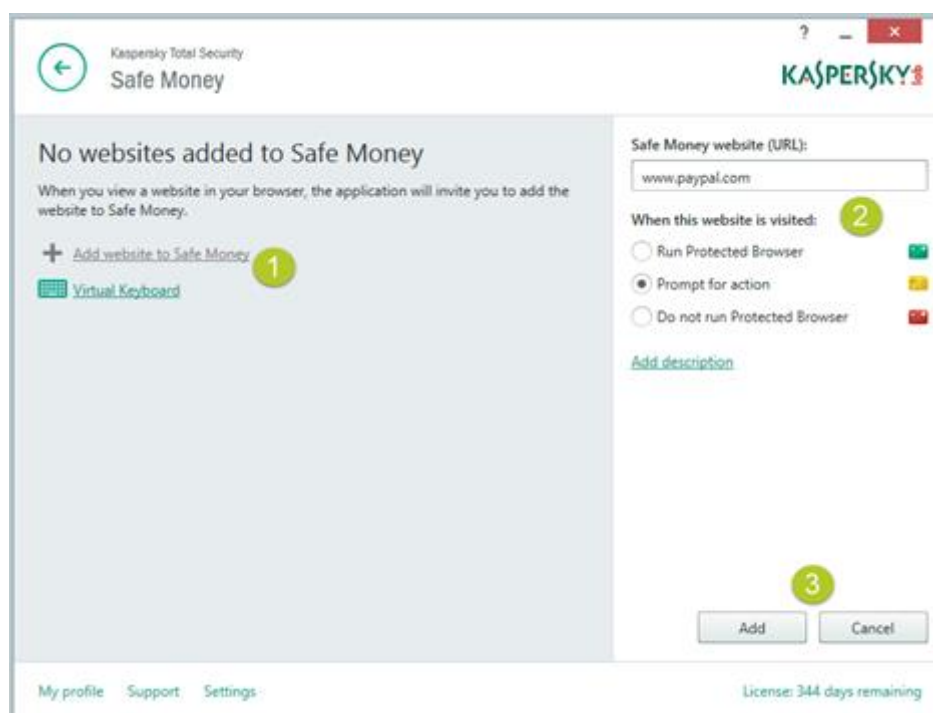 Kaspersky Total Security
Safe Money
? _ ×
KASPERSKY lab
No websites added to Safe Money
When you view a website in your browser, the application will invite you to add the
website to Safe Money.
+ Add website to Safe Money
1
Virtual Keyboard
Safe Money website (URL):
www.paypal.com
When this website is visited:
2
Run Protected Browser
Prompt for action
Do not run Protected Browser
Add description
3
Add
Cancel
My profile Support Settings
License: 344 days remaining